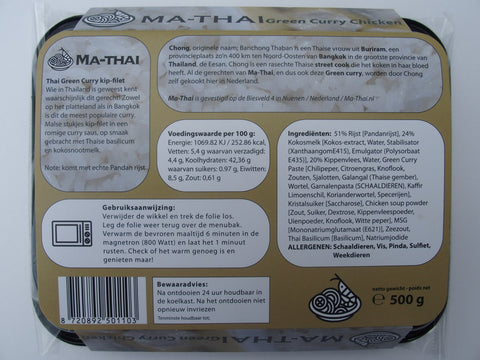 MA-THAI Green Curry Chicken
MA-THAI
Thai Green Curry kip-filet
Wie in Thailand is geweest kent
waarschijnlijk dit gerecht! Zowel
op het platteland als in Bangkok
is dit de meest populaire curry.
Malse stukjes kip-filet in een
romige curry saus, op smaak
gebracht met Thaise basilicum
en kokosnootmelk.
Note: komt met echte Pandah rijst.
Chong, originele naam; Banchong Thaban is een Thaise vrouw uit Buriram, een
provincieplaats zo'n 400 km ten Noord-Oosten van Bangkok in de grootste provincie van
Thailand, de Eesan. Chong is een rasechte Thaise street cook die het koken in haar bloed
heeft. Al de gerechten van Ma-Thai, en dus ook deze Green curry, worden door Chong
zelf gekookt hier in Nederland.
Ma-Thai is gevestigd op de Biesveld 4 in Nuenen / Nederland / Ma-Thai.nl
Voedingswaarde per 100 g:
Energie: 1069.82 KJ / 252.86 kcal,
Vetten; 5,4 g waarvan verzadigde:
4,4 g, Koolhydraten: 42,36 g
waarvan suikers: 0.97 g, Eiwitten:
8,5 g, Zout: 0,61 g
Ingrediënten: 51% Rijst [Pandanrijst], 24%
Kokosmelk [Kokos-extract, Water, Stabilisator
(XanthaangomE415), Emulgator (Polysorbaat
E435)], 20% Kippenvlees, Water, Green Curry
Paste [Chilipeper, Citroengras, Knoflook,
Zouten, Sjalotten, Galangal (Thaise gember),
Wortel, Garnalenpasta (SCHAALDIEREN), Kaffir
Limoenschil, Korianderwortel, Specerijen],
Kristalsuiker [Saccharose], Chicken soup powder
[Zout, Suiker, Dextrose, Kippenvleespoeder,
Uienpoeder, Knoflook, Witte peper], MSG
[Mononatriumglutamaat (E621)], Zeezout,
Thai Basilicum [Basilicum], Natriumjodide
ALLERGENEN: Schaaldieren, Vis, Pinda, Sulfiet,
Weekdieren
Gebruiksaanwijzing:
Verwijder de wikkel en trek de folie los.
Leg de folie weer terug over de menubak.
Verwarm de bevroren maaltijd 6 minuten in de
magnetron (800 Watt) en laat het 1 minuut
rusten. Check of het warm genoeg is en
genieten maar!
Bewaaradvies:
Na ontdooien 24 uur houdbaar in
de koelkast. Na het ontdooien niet
opnieuw invriezen
Tenminste houdbaar tot.
8 720892 501103
netto gewicht - poids net
e 500 g
MA-THAI Green Curry Chicken